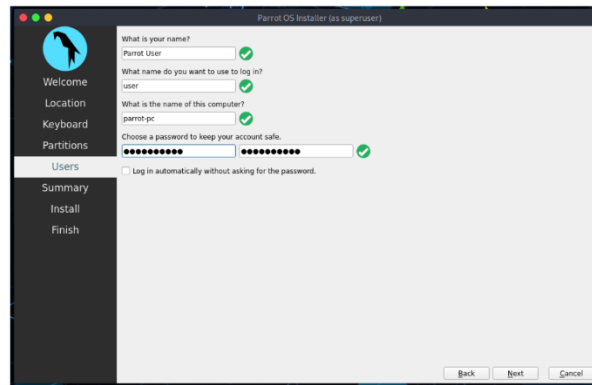 Parrot OS Installer (as superuser)
Welcome
Location
Keyboard
Partitions
Users
Summary
Install
Finish
What is your name?
Parrot User
What name do you want to use to log in?
user
What is the name of this computer?
parrot-pc
Choose a password to keep your account safe.
●●●●●●●●●● ●●●●●●●●●●
Log in automatically without asking for the password.
Back Next Cancel